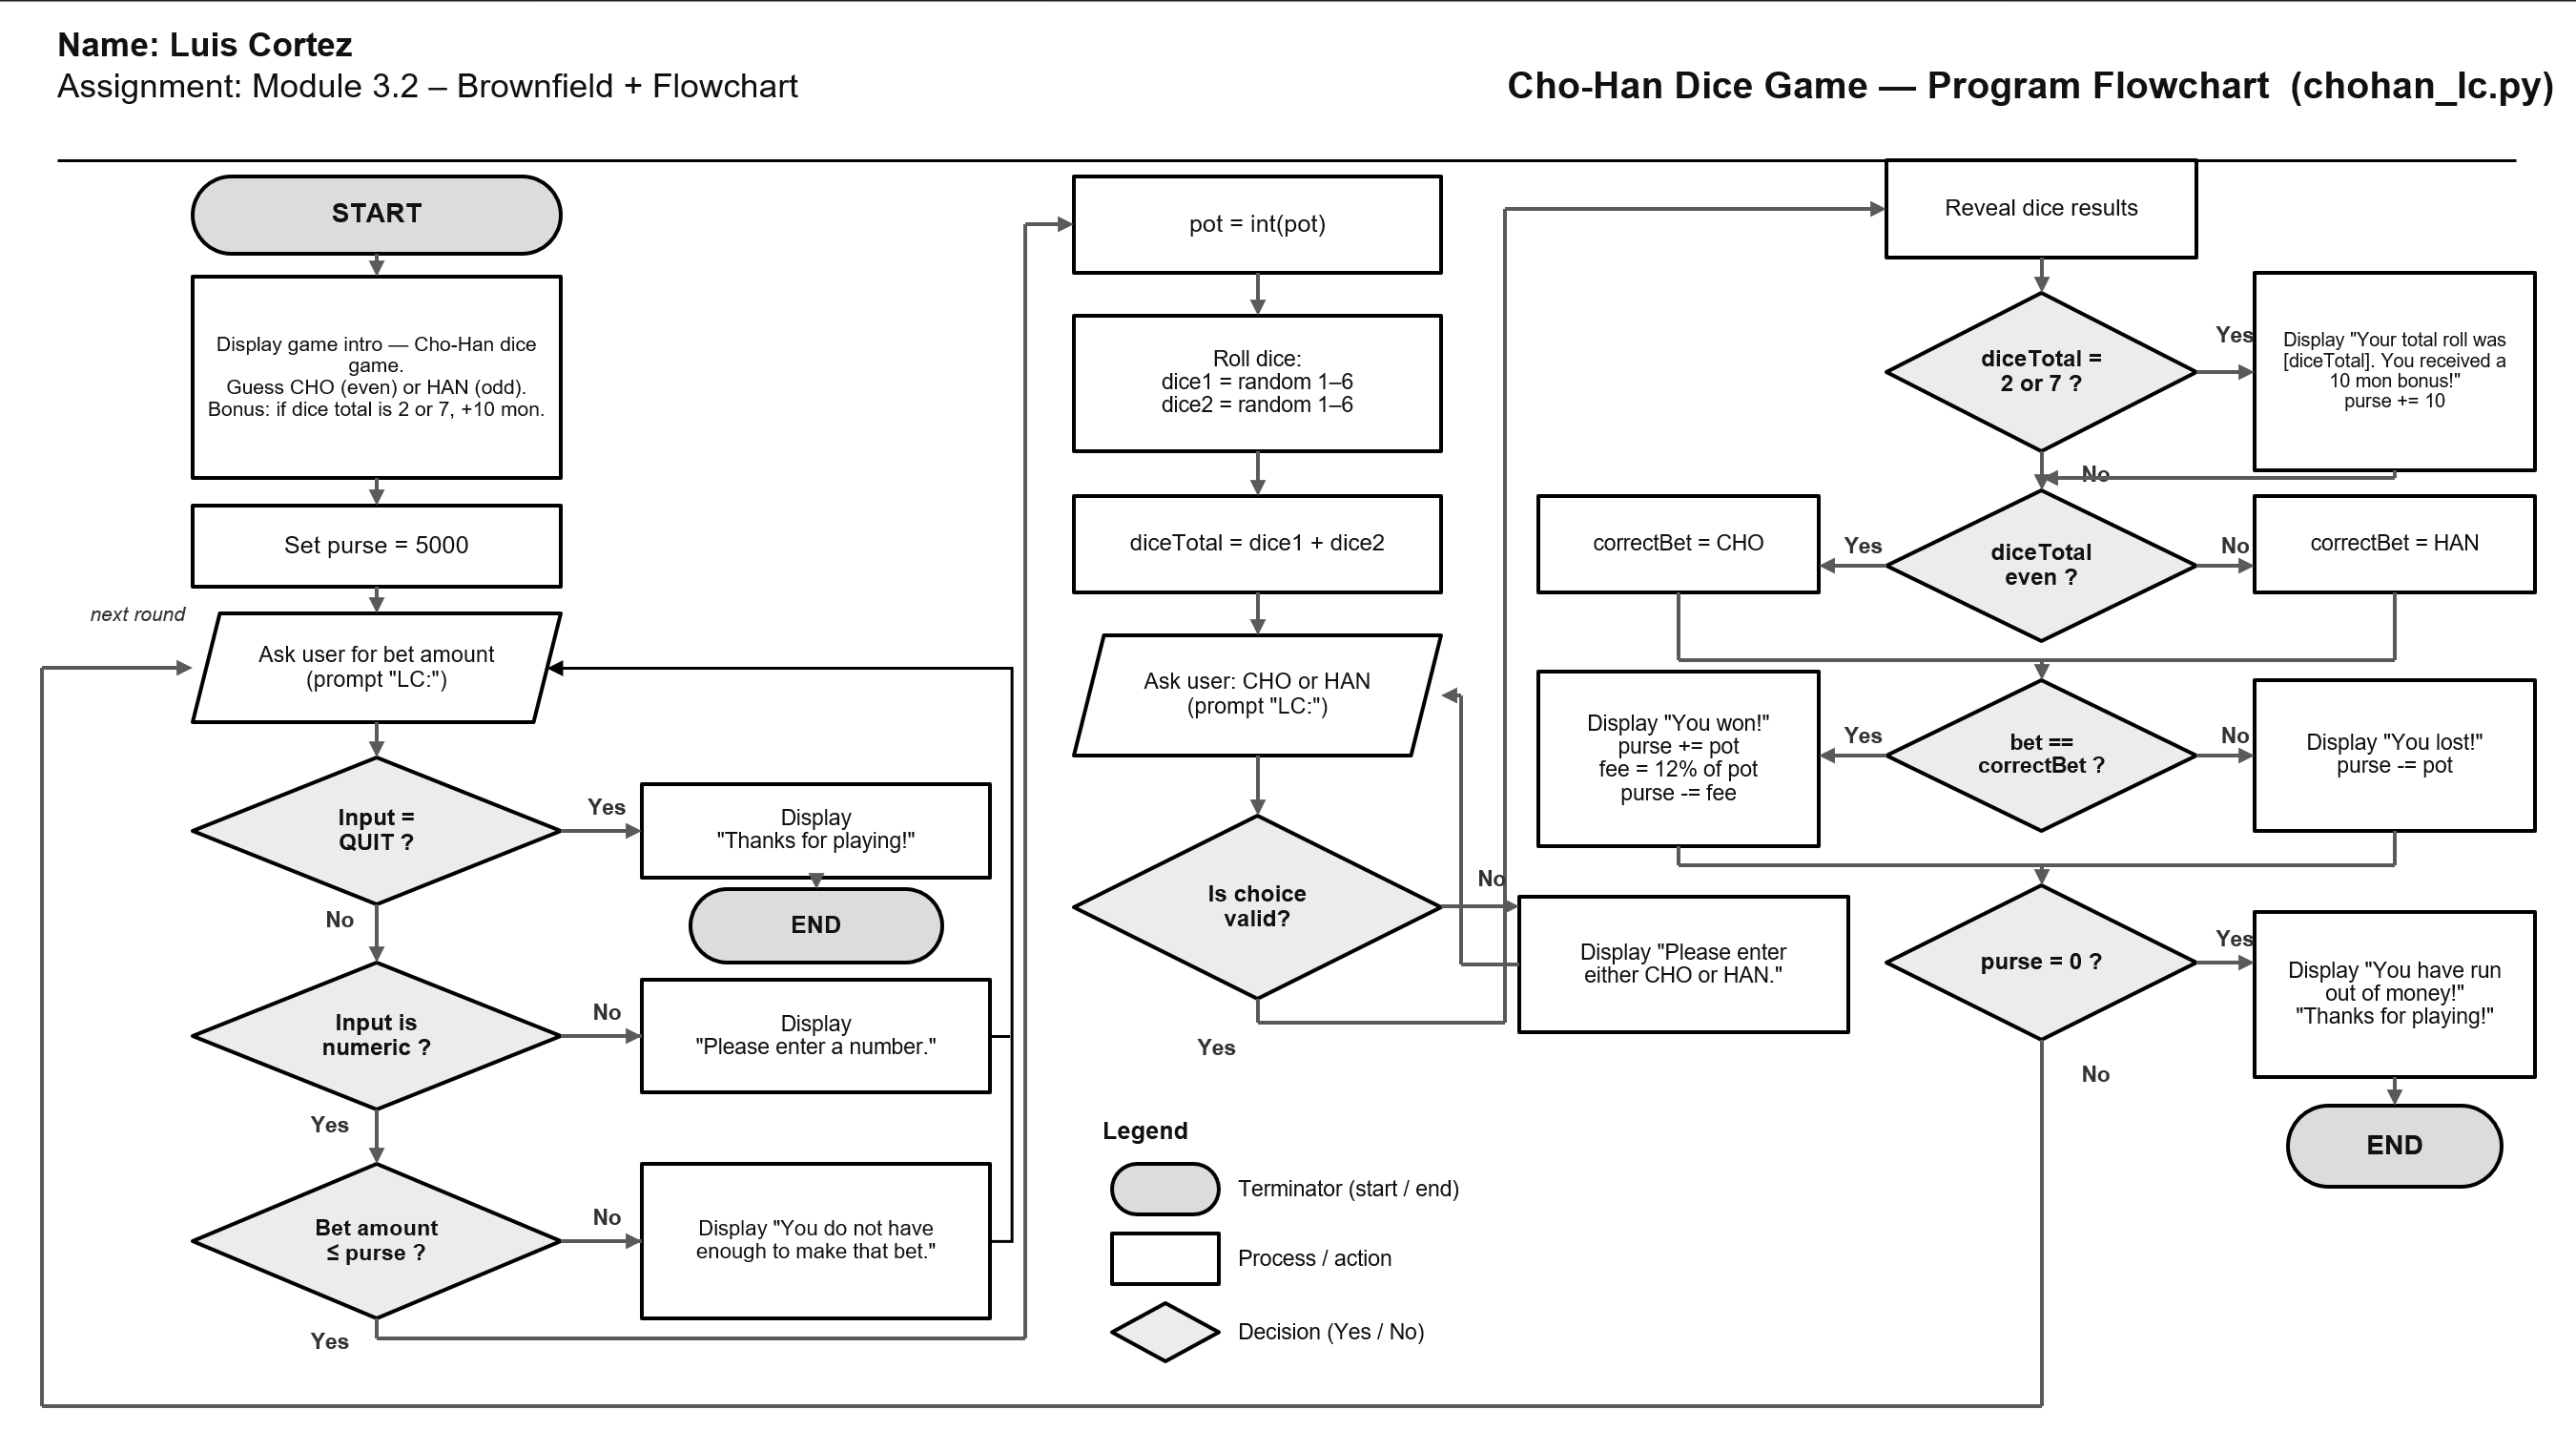 Name: Luis Cortez
Assignment: Module 3.2 – Brownfield + Flowchart
Cho-Han Dice Game — Program Flowchart  (chohan_lc.py)
START
Display game intro — Cho-Han dice
game.
Guess CHO (even) or HAN (odd).
Bonus: if dice total is 2 or 7, +10 mon.
Set purse = 5000
next round
Ask user for bet amount
(prompt "LC:")
Input =
QUIT ?
Yes
Display
"Thanks for playing!"
END
No
Input is
numeric ?
No
Display
"Please enter a number."
Yes
Bet amount
≤ purse ?
No
Display "You do not have
enough to make that bet."
Yes
pot = int(pot)
Roll dice:
dice1 = random 1–6
dice2 = random 1–6
diceTotal = dice1 + dice2
Ask user: CHO or HAN
(prompt "LC:")
Is choice
valid?
No
Display "Please enter
either CHO or HAN."
Yes
Legend
Terminator (start / end)
Process / action
Decision (Yes / No)
Reveal dice results
diceTotal =
2 or 7 ?
Yes
Display "Your total roll was
[diceTotal]. You received a
10 mon bonus!"
purse += 10
No
diceTotal
even ?
Yes
correctBet = CHO
No
correctBet = HAN
bet ==
correctBet ?
Yes
Display "You won!"
purse += pot
fee = 12% of pot
purse -= fee
No
Display "You lost!"
purse -= pot
purse = 0 ?
Yes
Display "You have run
out of money!"
"Thanks for playing!"
No
END